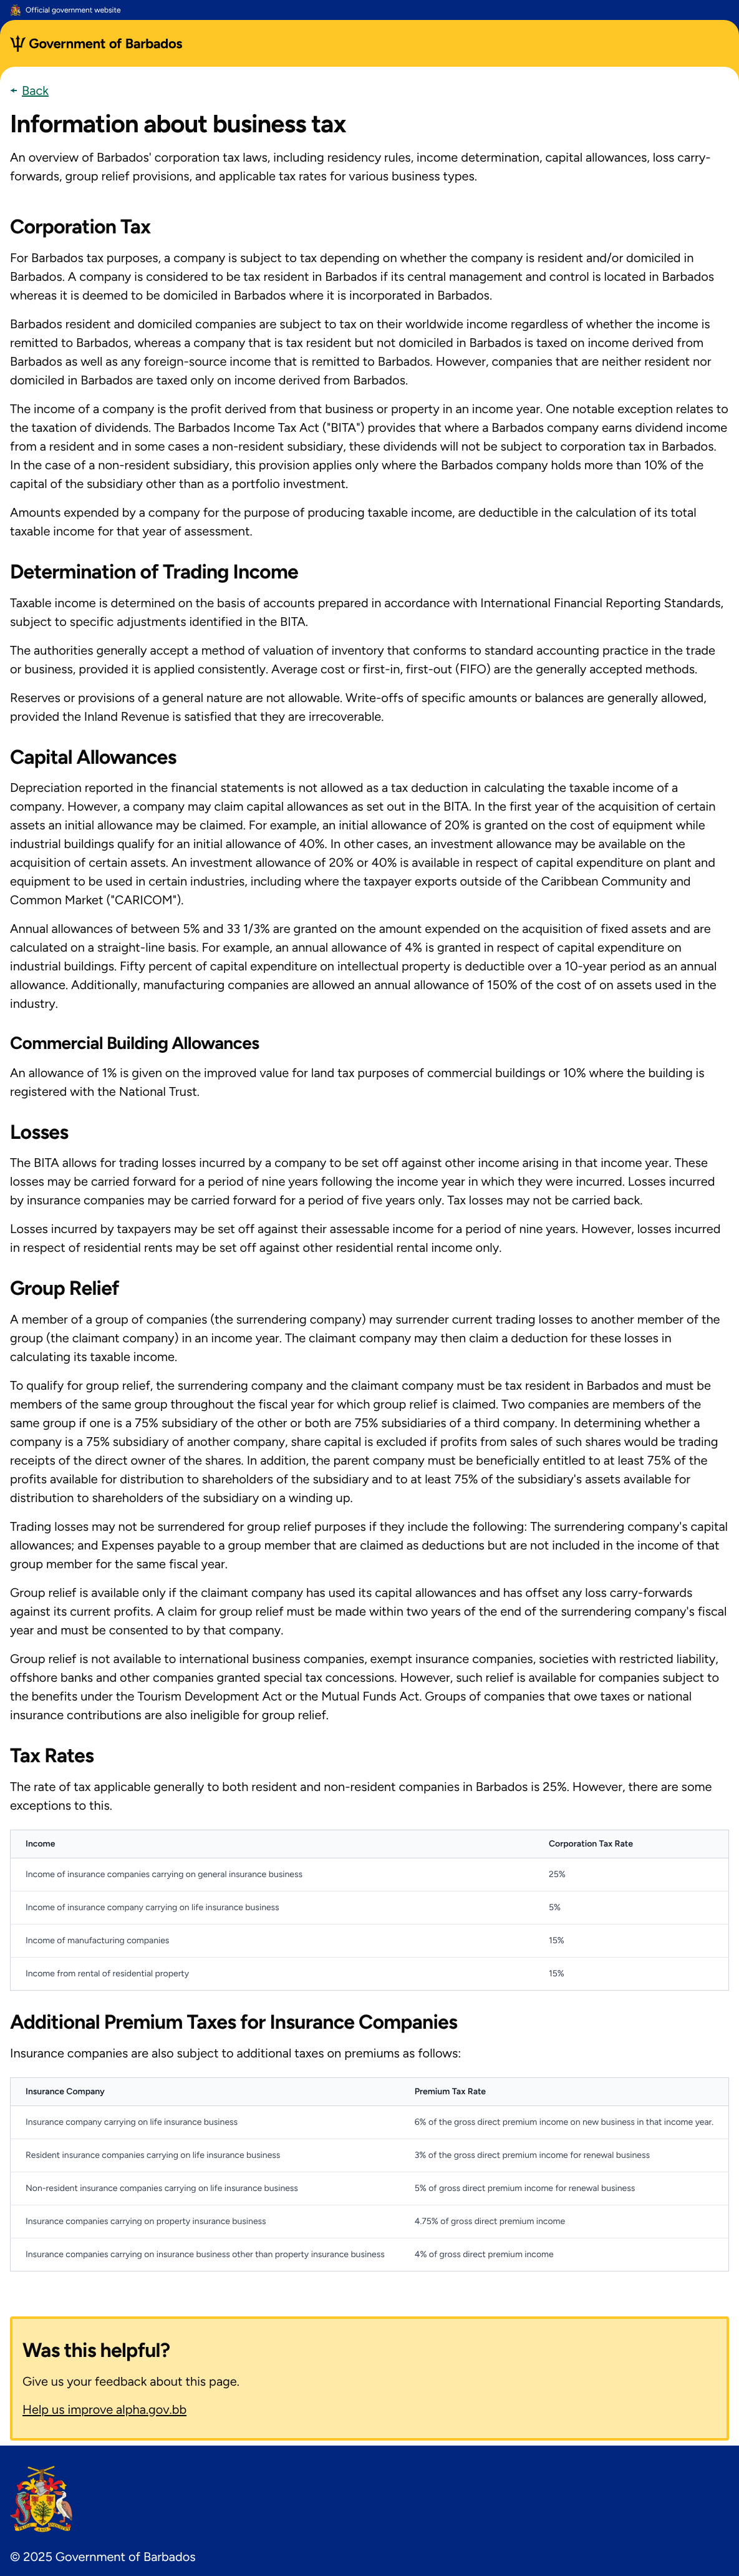 Official government website
Government of Barbados
Back
Information about business tax
An overview of Barbados' corporation tax laws, including residency rules, income determination, capital allowances, loss carry-
forwards, group relief provisions, and applicable tax rates for various business types.
Corporation Tax
For Barbados tax purposes, a company is subject to tax depending on whether the company is resident and/or domiciled in
Barbados. A company is considered to be tax resident in Barbados if its central management and control is located in Barbados
whereas it is deemed to be domiciled in Barbados where it is incorporated in Barbados.
Barbados resident and domiciled companies are subject to tax on their worldwide income regardless of whether the income is
remitted to Barbados, whereas a company that is tax resident but not domiciled in Barbados is taxed on income derived from
Barbados as well as any foreign-source income that is remitted to Barbados. However, companies that are neither resident nor
domiciled in Barbados are taxed only on income derived from Barbados.
The income of a company is the profit derived from that business or property in an income year. One notable exception relates to
the taxation of dividends. The Barbados Income Tax Act ("BITA") provides that where a Barbados company earns dividend income
from a resident and in some cases a non-resident subsidiary, these dividends will not be subject to corporation tax in Barbados.
In the case of a non-resident subsidiary, this provision applies only where the Barbados company holds more than 10% of the
capital of the subsidiary other than as a portfolio investment.
Amounts expended by a company for the purpose of producing taxable income, are deductible in the calculation of its total
taxable income for that year of assessment.
Determination of Trading Income
Taxable income is determined on the basis of accounts prepared in accordance with International Financial Reporting Standards,
subject to specific adjustments identified in the BITA.
The authorities generally accept a method of valuation of inventory that conforms to standard accounting practice in the trade
or business, provided it is applied consistently. Average cost or first-in, first-out (FIFO) are the generally accepted methods.
Reserves or provisions of a general nature are not allowable. Write-offs of specific amounts or balances are generally allowed,
provided the Inland Revenue is satisfied that they are irrecoverable.
Capital Allowances
Depreciation reported in the financial statements is not allowed as a tax deduction in calculating the taxable income of a
company. However, a company may claim capital allowances as set out in the BITA. In the first year of the acquisition of certain
assets an initial allowance may be claimed. For example, an initial allowance of 20% is granted on the cost of equipment while
industrial buildings qualify for an initial allowance of 40%. In other cases, an investment allowance may be available on the
acquisition of certain assets. An investment allowance of 20% or 40% is available in respect of capital expenditure on plant and
equipment to be used in certain industries, including where the taxpayer exports outside of the Caribbean Community and
Common Market ("CARICOM").
Annual allowances of between 5% and 33 1/3% are granted on the amount expended on the acquisition of fixed assets and are
calculated on a straight-line basis. For example, an annual allowance of 4% is granted in respect of capital expenditure on
industrial buildings. Fifty percent of capital expenditure on intellectual property is deductible over a 10-year period as an annual
allowance. Additionally, manufacturing companies are allowed an annual allowance of 150% of the cost of on assets used in the
industry.
Commercial Building Allowances
An allowance of 1% is given on the improved value for land tax purposes of commercial buildings or 10% where the building is
registered with the National Trust.
Losses
The BITA allows for trading losses incurred by a company to be set off against other income arising in that income year. These
losses may be carried forward for a period of nine years following the income year in which they were incurred. Losses incurred
by insurance companies may be carried forward for a period of five years only. Tax losses may not be carried back.
Losses incurred by taxpayers may be set off against their assessable income for a period of nine years. However, losses incurred
in respect of residential rents may be set off against other residential rental income only.
Group Relief
A member of a group of companies (the surrendering company) may surrender current trading losses to another member of the
group (the claimant company) in an income year. The claimant company may then claim a deduction for these losses in
calculating its taxable income.
To qualify for group relief, the surrendering company and the claimant company must be tax resident in Barbados and must be
members of the same group throughout the fiscal year for which group relief is claimed. Two companies are members of the
same group if one is a 75% subsidiary of the other or both are 75% subsidiaries of a third company. In determining whether a
company is a 75% subsidiary of another company, share capital is excluded if profits from sales of such shares would be trading
receipts of the direct owner of the shares. In addition, the parent company must be beneficially entitled to at least 75% of the
profits available for distribution to shareholders of the subsidiary and to at least 75% of the subsidiary's assets available for
distribution to shareholders of the subsidiary on a winding up.
Trading losses may not be surrendered for group relief purposes if they include the following: The surrendering company's capital
allowances; and Expenses payable to a group member that are claimed as deductions but are not included in the income of that
group member for the same fiscal year.
Group relief is available only if the claimant company has used its capital allowances and has offset any loss carry-forwards
against its current profits. A claim for group relief must be made within two years of the end of the surrendering company's fiscal
year and must be consented to by that company.
Group relief is not available to international business companies, exempt insurance companies, societies with restricted liability,
offshore banks and other companies granted special tax concessions. However, such relief is available for companies subject to
the benefits under the Tourism Development Act or the Mutual Funds Act. Groups of companies that owe taxes or national
insurance contributions are also ineligible for group relief.
Tax Rates
The rate of tax applicable generally to both resident and non-resident companies in Barbados is 25%. However, there are some
exceptions to this.
Income Corporation Tax Rate
Income of insurance companies carrying on general insurance business 25%
Income of insurance company carrying on life insurance business 5%
Income of manufacturing companies 15%
Income from rental of residential property 15%
Additional Premium Taxes for Insurance Companies
Insurance companies are also subject to additional taxes on premiums as follows:
Insurance Company Premium Tax Rate
Insurance company carrying on life insurance business 6% of the gross direct premium income on new business in that income year.
Resident insurance companies carrying on life insurance business 3% of the gross direct premium income for renewal business
Non-resident insurance companies carrying on life insurance business 5% of gross direct premium income for renewal business
Insurance companies carrying on property insurance business 4.75% of gross direct premium income
Insurance companies carrying on insurance business other than property insurance business 4% of gross direct premium income
Was this helpful?
Give us your feedback about this page.
Help us improve alpha.gov.bb
© 2025 Government of Barbados